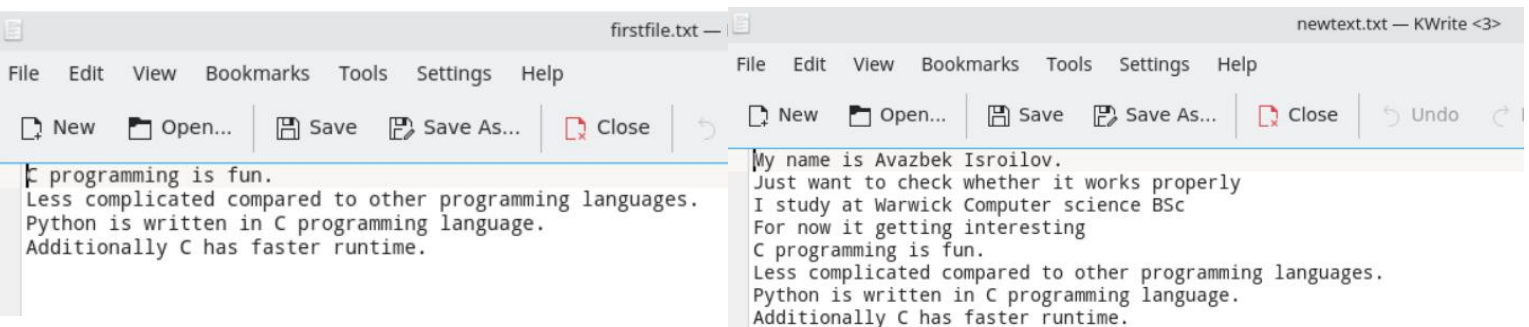 firstfile.txt —
File Edit View Bookmarks Tools Settings Help
New Open... Save Save As... Close
C programming is fun.
Less complicated compared to other programming languages.
Python is written in C programming language.
Additionally C has faster runtime.
newtext.txt — KWrite <3>
File Edit View Bookmarks Tools Settings Help
New Open... Save Save As... Close Undo
My name is Avazbek Isroilov.
Just want to check whether it works properly
I study at Warwick Computer science BSc
For now it getting interesting
C programming is fun.
Less complicated compared to other programming languages.
Python is written in C programming language.
Additionally C has faster runtime.